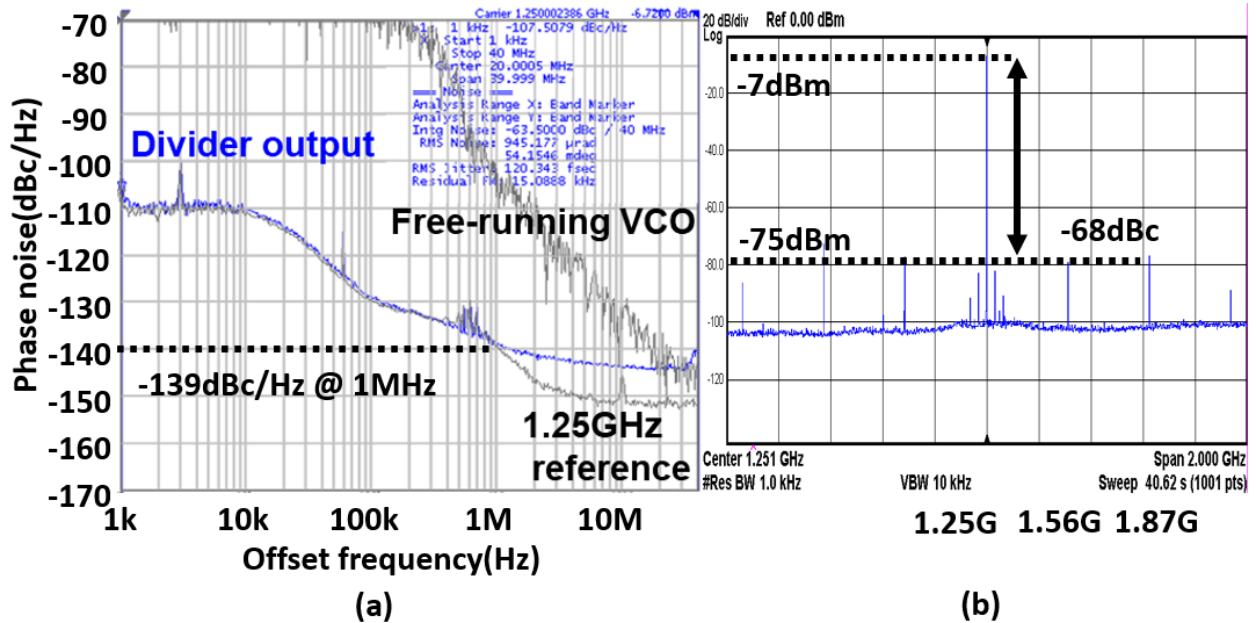 Carrier 1.250002386 GHz -6.7200 dBm
>1: 1 kHz -107.5079 dBc/Hz
X: Start 1 kHz
Stop 40 MHz
Center 20.0005 MHz
Span 39.999 MHz
=== Noise ===
Analysis Range X: Band Marker
Analysis Range Y: Band Marker
Intg Noise: -63.5000 dBc / 40 MHz
RMS Noise: 945.177 µrad
54.1546 mdeg
RMS Jitter: 120.343 fsec
Residual FM: 15.0888 kHz
-70
-80
-90
-100
-110
-120
-130
-140
-150
-160
-170
Phase noise(dBc/Hz)
Divider output
Free-running VCO
-139dBc/Hz @ 1MHz
1.25GHz
reference
1k 10k 100k 1M 10M
Offset frequency(Hz)
(a)
20 dB/div Ref 0.00 dBm
Log
-7dBm
-20.0
-40.0
-60.0
-75dBm
-68dBc
-80.0
-100
-120
Center 1.251 GHz Span 2.000 GHz
#Res BW 1.0 kHz VBW 10 kHz Sweep 40.62 s (1001 pts)
1.25G 1.56G 1.87G
(b)